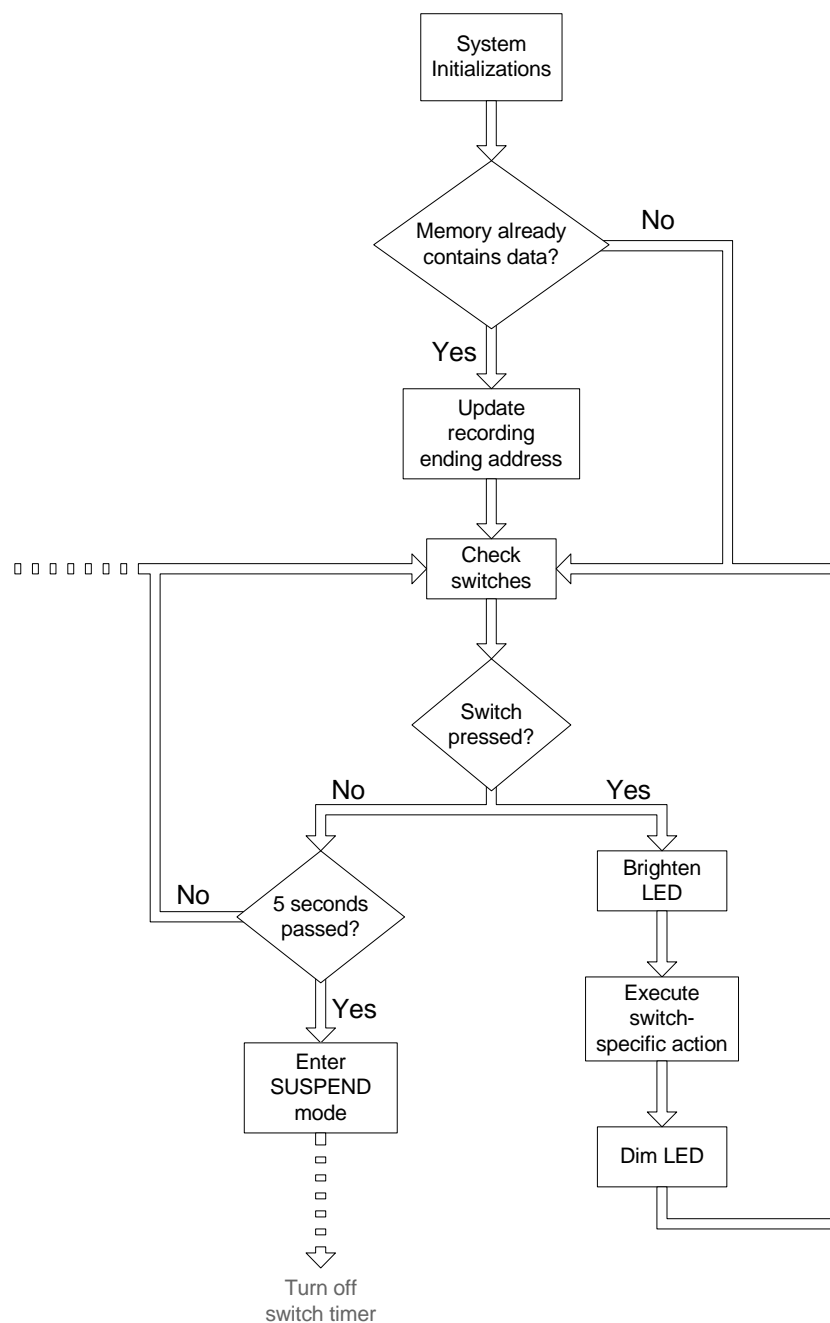 System
Initializations
Memory already
contains data?
No
Yes
Update
recording
ending address
Check
switches
Switch
pressed?
No
Yes
5 seconds
passed?
No
Yes
Brighten
LED
Execute
switch-
specific action
Enter
SUSPEND
mode
Dim LED
Turn off
switch timer